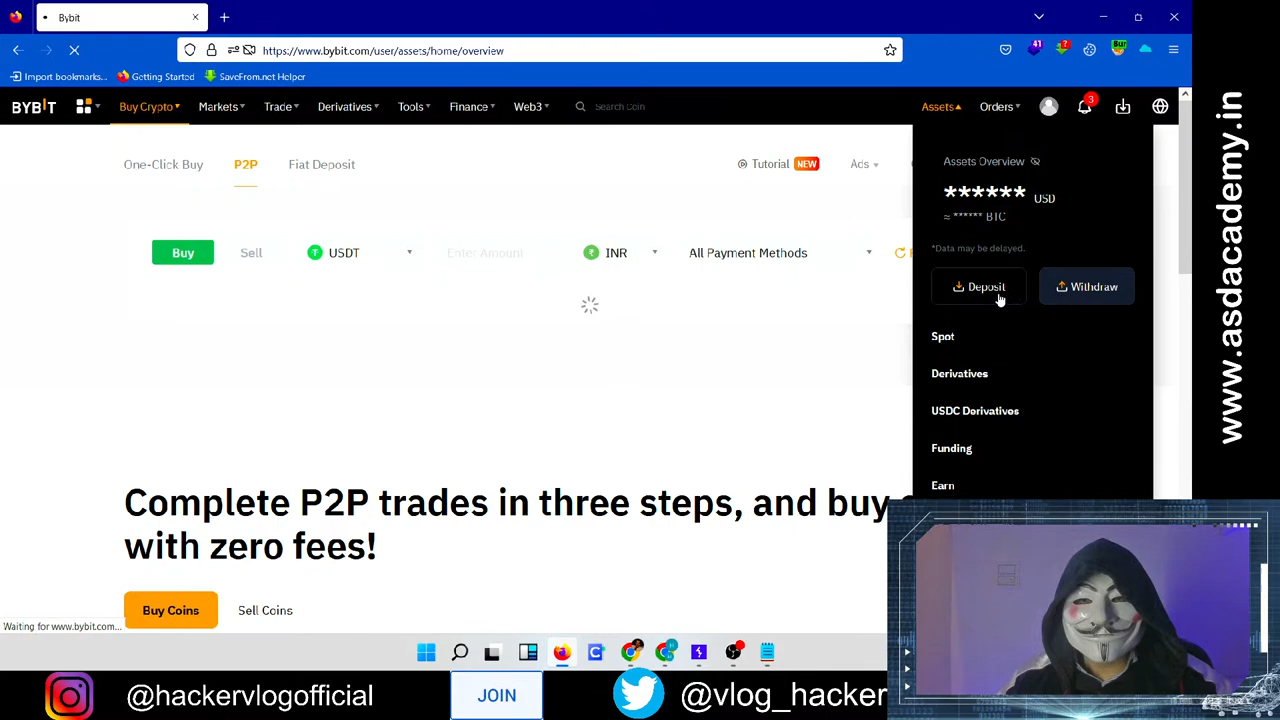 Bybit
https://www.bybit.com/user/assets/home/overview
41
?
Bur
Import bookmarks...
Getting Started
SaveFrom.net Helper
BYBIT
Buy Crypto
Markets
Trade
Derivatives
Tools
Finance
Web3
Search Coin
Assets
Orders
3
One-Click Buy
P2P
Fiat Deposit
Tutorial
NEW
Ads
Assets Overview
****** USD
≈ ****** BTC
*Data may be delayed.
Buy
Sell
USDT
Enter Amount
INR
All Payment Methods
Deposit
Withdraw
Spot
Derivatives
USDC Derivatives
Funding
Earn
Complete P2P trades in three steps, and buy
with zero fees!
Buy Coins
Sell Coins
Waiting for www.bybit.com...
@hackervlogofficial
JOIN
@vlog_hacker
www.asdacademy.in